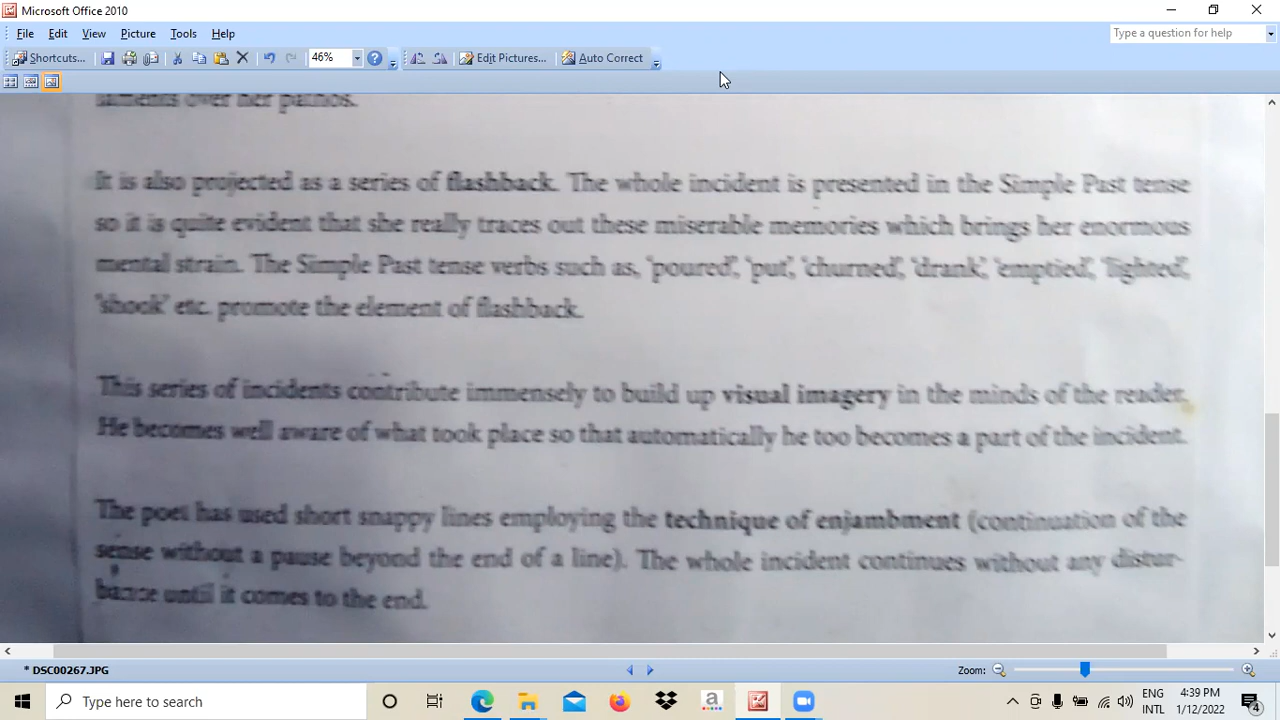 Microsoft Office 2010
File Edit View Picture Tools Help
Type a question for help
Shortcuts... 46% Edit Pictures... Auto Correct
laments over her pathos.
It is also projected as a series of flashback. The whole incident is presented in the Simple Past tense
so it is quite evident that she really traces out these miserable memories which brings her enormous
mental strain. The Simple Past tense verbs such as, 'poured', 'put', 'churned', 'drank', 'emptied', 'lighted',
'shook' etc. promote the element of flashback.
This series of incidents contribute immensely to build up visual imagery in the minds of the reader.
He becomes well aware of what took place so that automatically he too becomes a part of the incident.
The poet has used short snappy lines employing the technique of enjambment (continuation of the
sense without a pause beyond the end of a line). The whole incident continues without any distur-
bance until it comes to the end.
* DSC00267.JPG
Zoom:
Type here to search
ENG
INTL
4:39 PM
1/12/2022
4